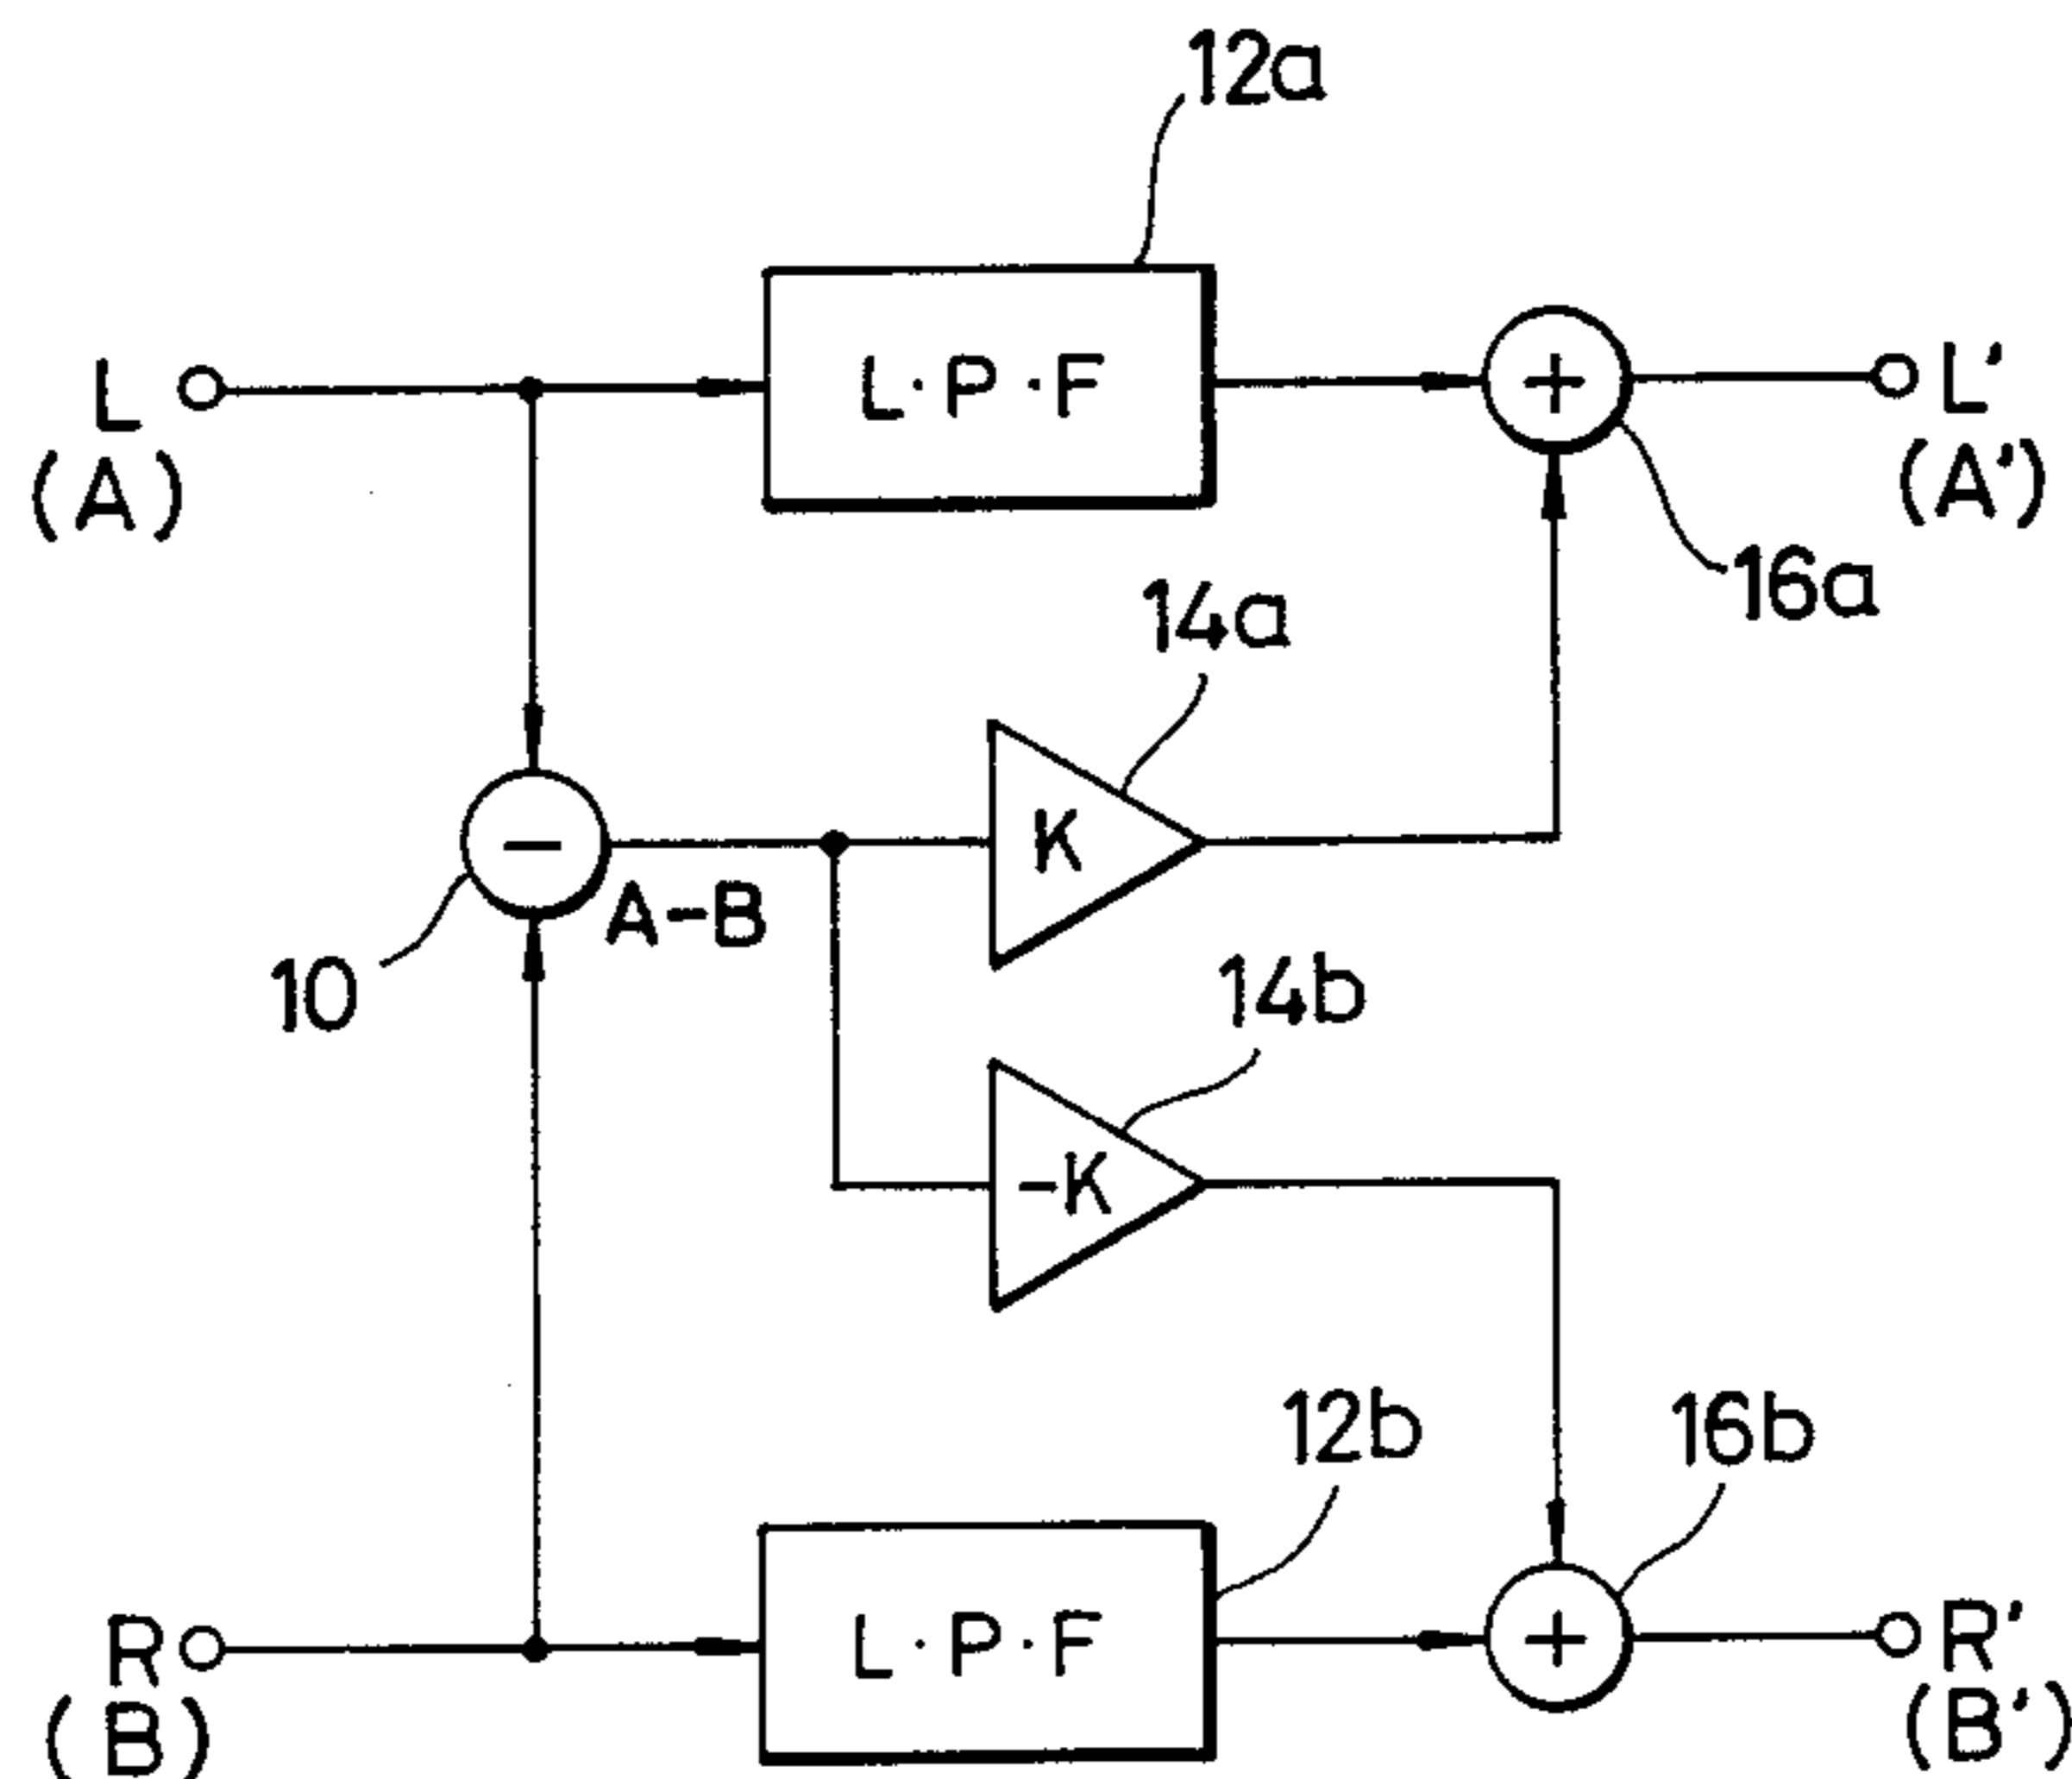 12a
L
L·P·F
+
L'
(A)
(A')
16a
14a
K
−
A-B
10
14b
-K
12b
16b
R
L·P·F
+
R'
(B)
(B')